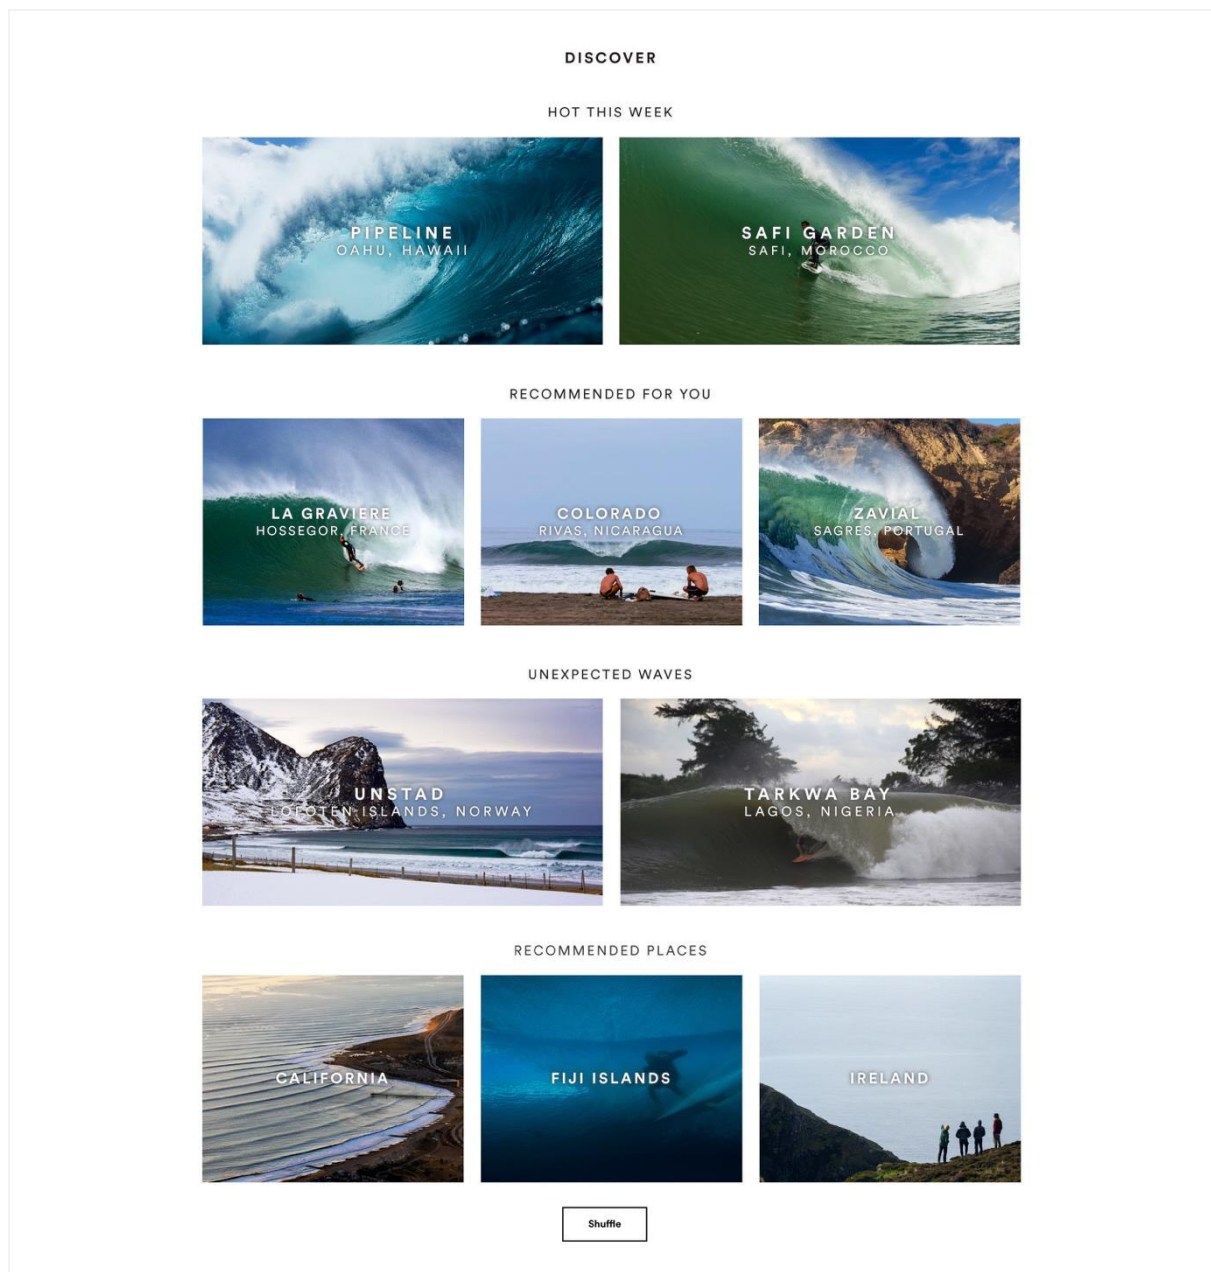 DISCOVER
HOT THIS WEEK
PIPELINE
OAHU, HAWAII
SAFI GARDEN
SAFI, MOROCCO
RECOMMENDED FOR YOU
LA GRAVIERE
HOSSEGOR, FRANCE
COLORADO
RIVAS, NICARAGUA
ZAVIAL
SAGRES, PORTUGAL
UNEXPECTED WAVES
UNSTAD
LOFOTEN ISLANDS, NORWAY
TARKWA BAY
LAGOS, NIGERIA
RECOMMENDED PLACES
CALIFORNIA
FIJI ISLANDS
IRELAND
Shuffle